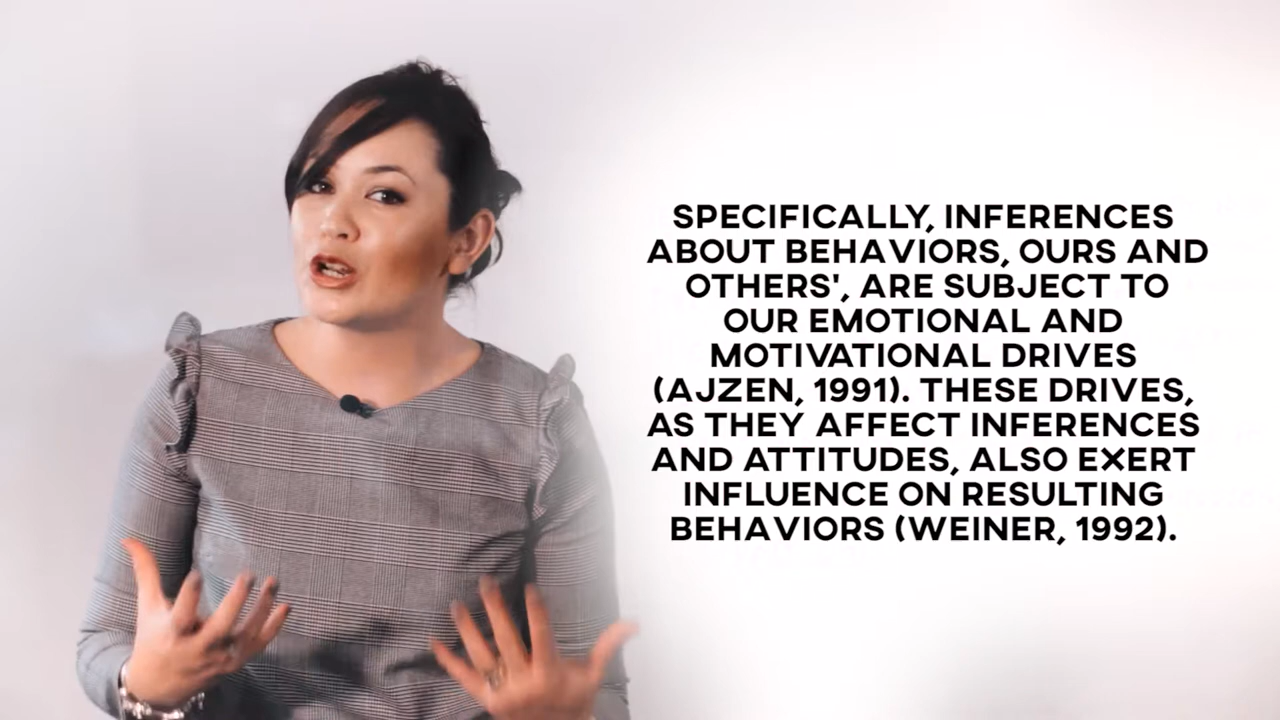 SPECIFICALLY, INFERENCES
ABOUT BEHAVIORS, OURS AND
OTHERS', ARE SUBJECT TO
OUR EMOTIONAL AND
MOTIVATIONAL DRIVES
(AJZEN, 1991). THESE DRIVES,
AS THEY AFFECT INFERENCES
AND ATTITUDES, ALSO EXERT
INFLUENCE ON RESULTING
BEHAVIORS (WEINER, 1992).